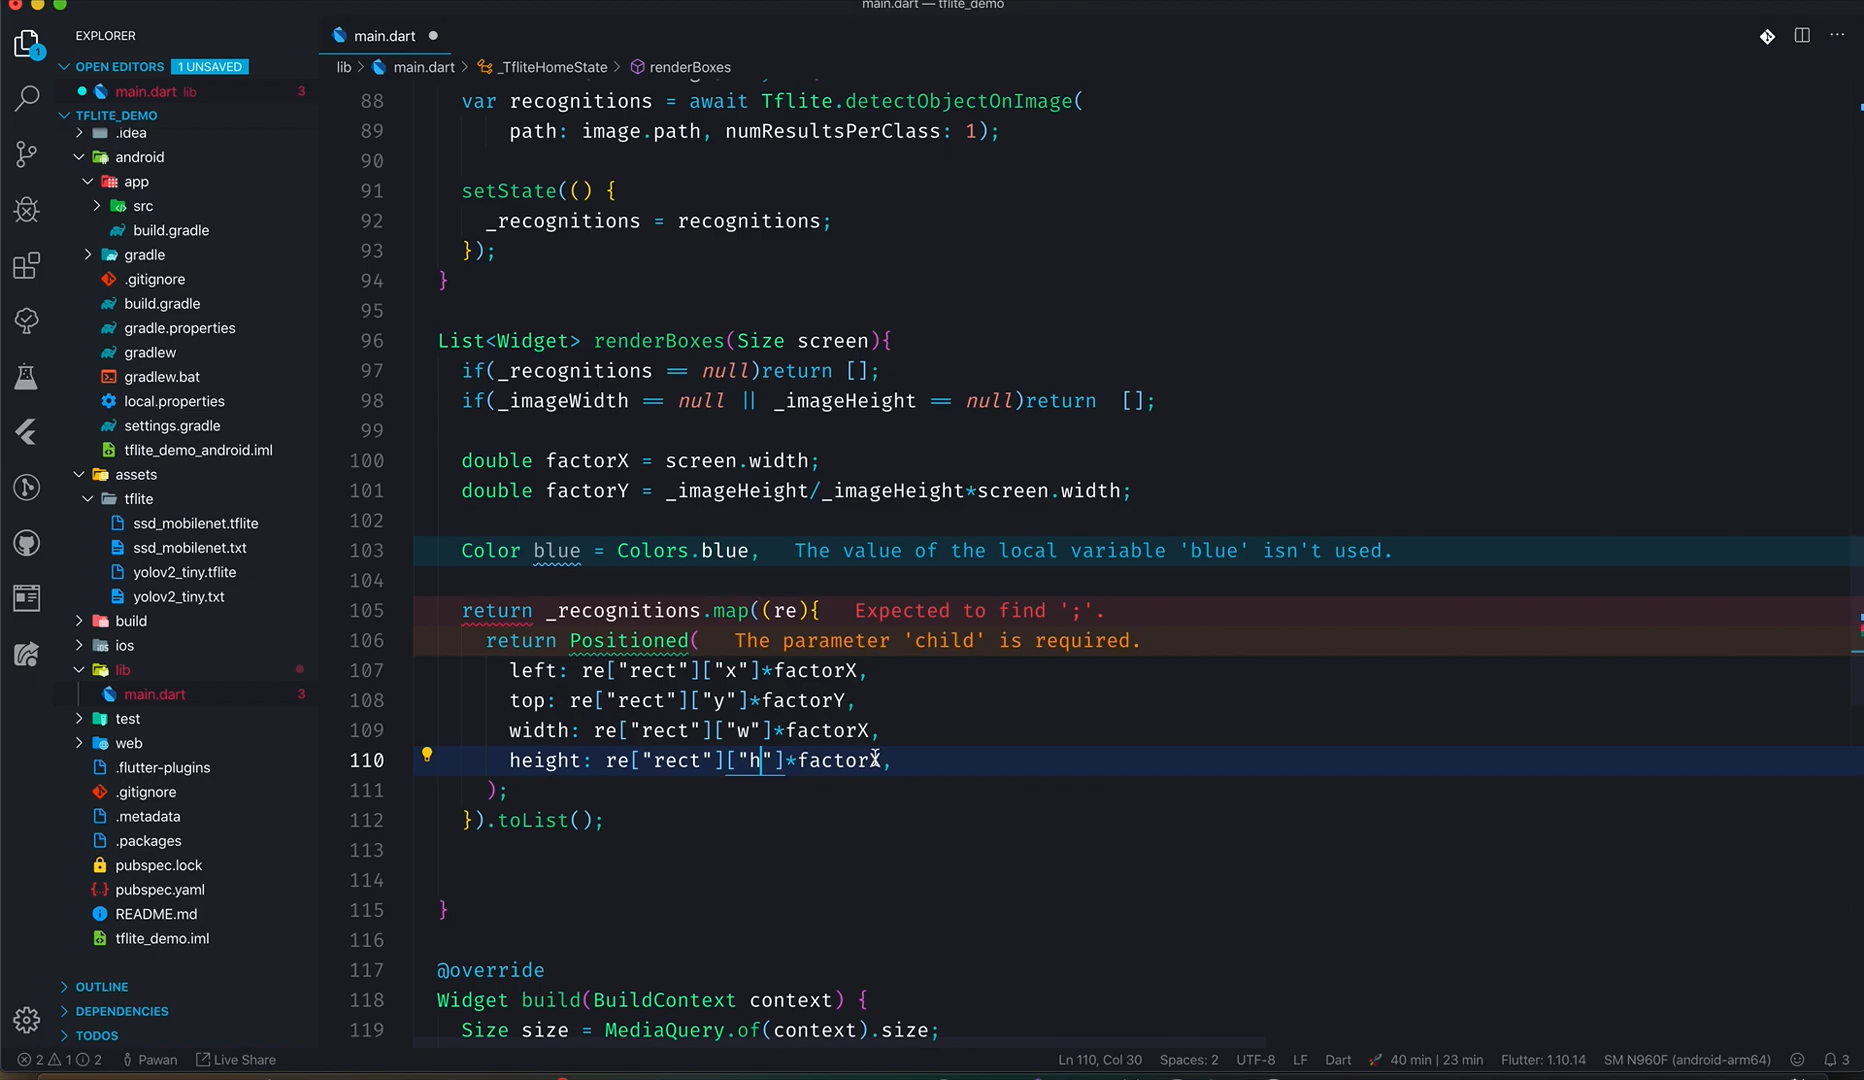 main.dart — tflite_demo
EXPLORER
OPEN EDITORS 1 UNSAVED
main.dart lib 3
TFLITE_DEMO
.idea
android
app
src
build.gradle
gradle
.gitignore
build.gradle
gradle.properties
gradlew
gradlew.bat
local.properties
settings.gradle
tflite_demo_android.iml
assets
tflite
ssd_mobilenet.tflite
ssd_mobilenet.txt
yolov2_tiny.tflite
yolov2_tiny.txt
build
ios
lib
main.dart 3
test
web
.flutter-plugins
.gitignore
.metadata
.packages
pubspec.lock
pubspec.yaml
README.md
tflite_demo.iml
OUTLINE
DEPENDENCIES
TODOS
main.dart
lib > main.dart > _TfliteHomeState > renderBoxes
88 var recognitions = await Tflite.detectObjectOnImage(
89 path: image.path, numResultsPerClass: 1);
90
91 setState(() {
92 _recognitions = recognitions;
93 });
94 }
95
96 List<Widget> renderBoxes(Size screen){
97 if(_recognitions == null)return [];
98 if(_imageWidth == null || _imageHeight == null)return  [];
99
100 double factorX = screen.width;
101 double factorY = _imageHeight/_imageHeight*screen.width;
102
103 Color blue = Colors.blue, The value of the local variable 'blue' isn't used.
104
105 return _recognitions.map((re){ Expected to find ';'.
106 return Positioned( The parameter 'child' is required.
107 left: re["rect"]["x"]*factorX,
108 top: re["rect"]["y"]*factorY,
109 width: re["rect"]["w"]*factorX,
110 height: re["rect"]["h"]*factorX,
111 );
112 }).toList();
113
114
115 }
116
117 @override
118 Widget build(BuildContext context) {
119 Size size = MediaQuery.of(context).size;
2 1 2 Pawan Live Share Ln 110, Col 30 Spaces: 2 UTF-8 LF Dart 40 min | 23 min Flutter: 1.10.14 SM N960F (android-arm64) 3